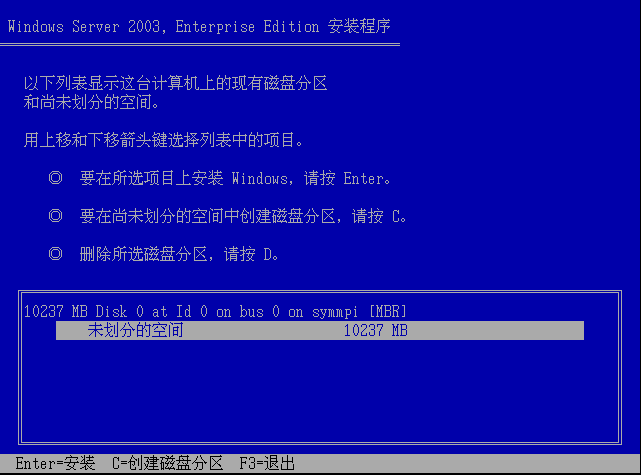 Windows Server 2003, Enterprise Edition 安装程序
以下列表显示这台计算机上的现有磁盘分区
和尚未划分的空间。
用上移和下移箭头键选择列表中的项目。
◎ 要在所选项目上安装 Windows，请按 Enter。
◎ 要在尚未划分的空间中创建磁盘分区，请按 C。
◎ 删除所选磁盘分区，请按 D。
10237 MB Disk 0 at Id 0 on bus 0 on symmpi [MBR]
未划分的空间 10237 MB
Enter=安装 C=创建磁盘分区 F3=退出